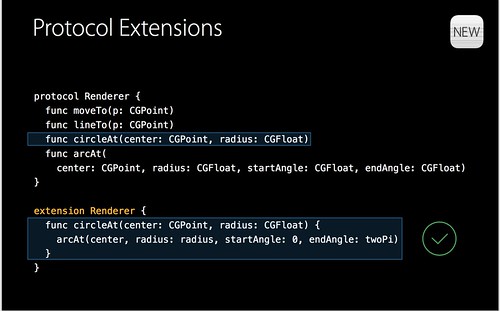 Protocol Extensions
NEW
protocol Renderer {
func moveTo(p: CGPoint)
func lineTo(p: CGPoint)
func circleAt(center: CGPoint, radius: CGFloat)
func arcAt(
center: CGPoint, radius: CGFloat, startAngle: CGFloat, endAngle: CGFloat)
}
extension Renderer {
func circleAt(center: CGPoint, radius: CGFloat) {
arcAt(center, radius: radius, startAngle: 0, endAngle: twoPi)
}
}